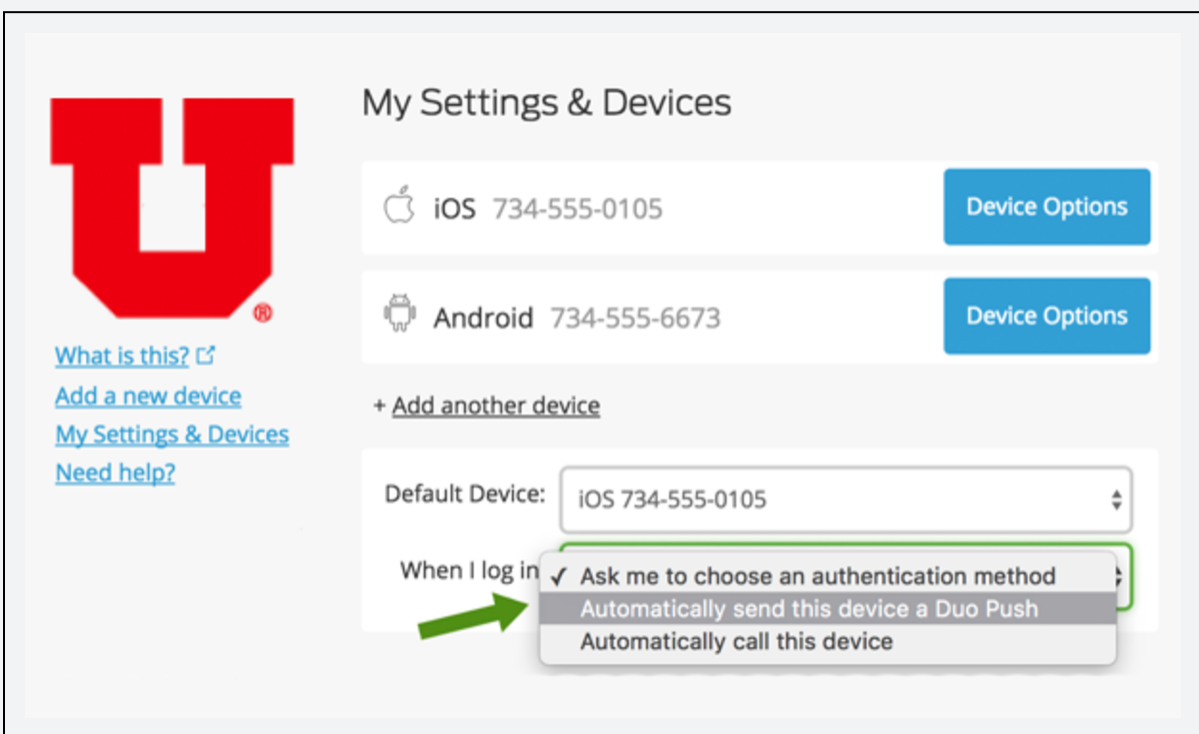 U
®
What is this?
Add a new device
My Settings & Devices
Need help?
My Settings & Devices
iOS 734-555-0105
Device Options
Android 734-555-6673
Device Options
+ Add another device
Default Device: iOS 734-555-0105
When I log in
✓ Ask me to choose an authentication method
Automatically send this device a Duo Push
Automatically call this device